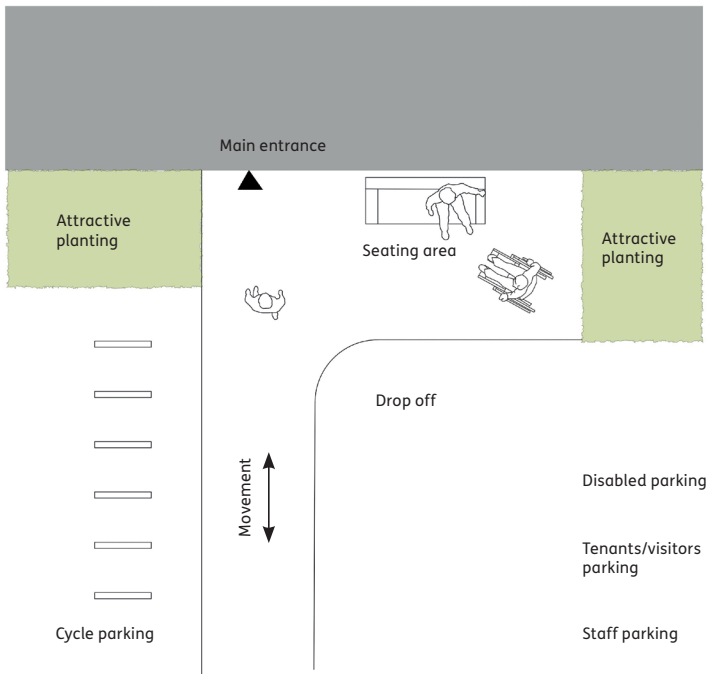 Main entrance
Attractive
planting
Seating area
Attractive
planting
Drop off
Movement
Disabled parking
Tenants/visitors
parking
Cycle parking
Staff parking